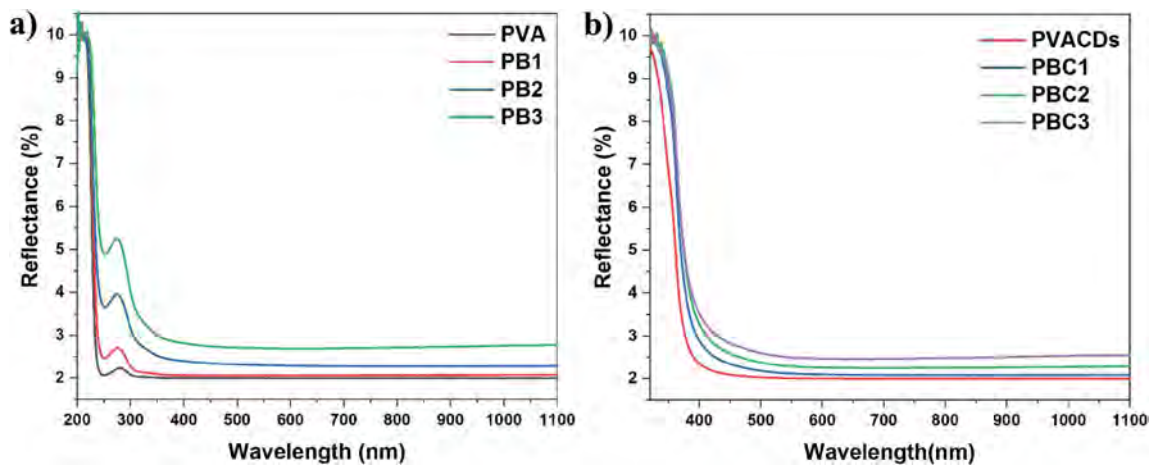 a)
PVA
PB1
PB2
PB3
Reflectance (%)
10
9
8
7
6
5
4
3
2
200 300 400 500 600 700 800 900 1000 1100
Wavelength (nm)
b)
PVACDs
PBC1
PBC2
PBC3
Reflectance (%)
10
9
8
7
6
5
4
3
2
400 500 600 700 800 900 1000 1100
Wavelength(nm)